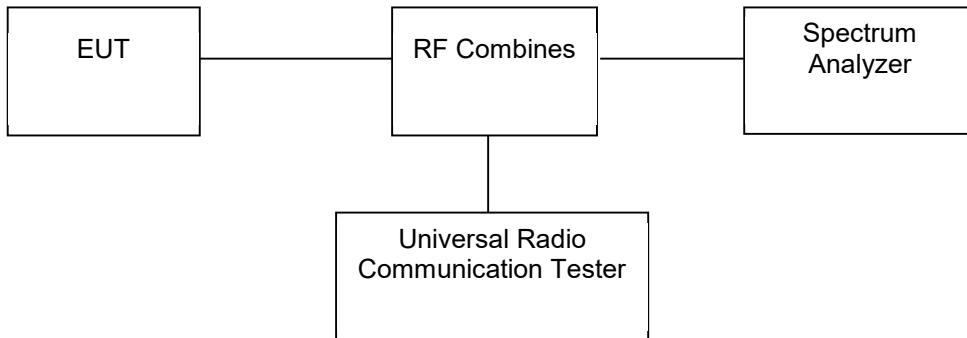 EUT
RF Combines
Spectrum
Analyzer
Universal Radio
Communication Tester